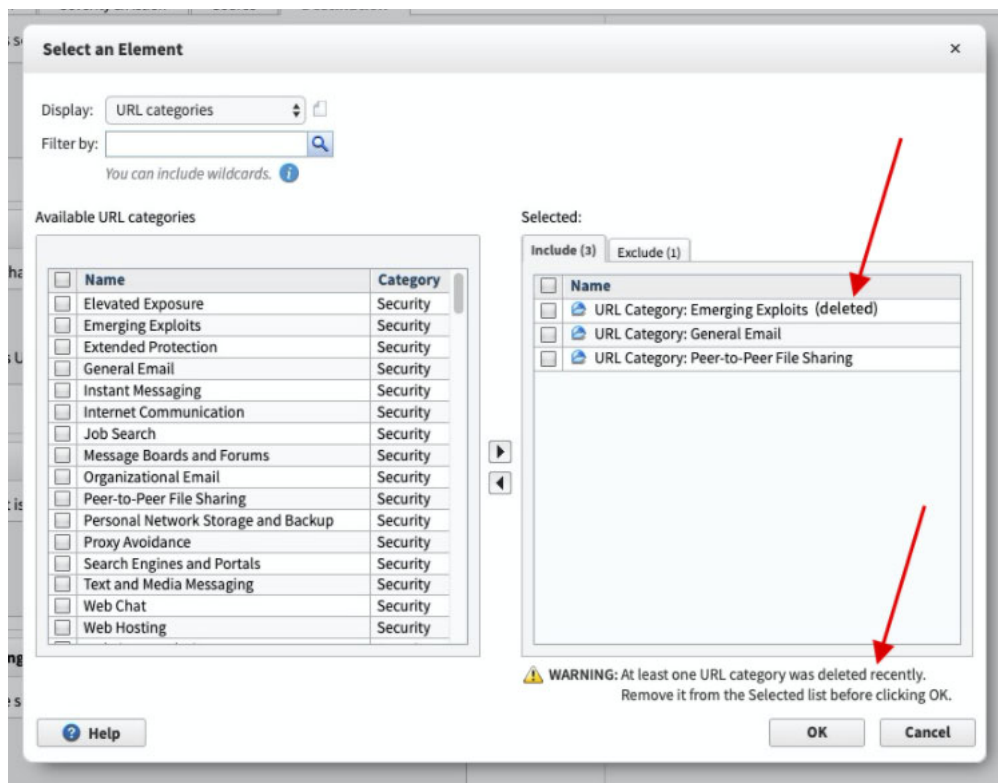 Select an Element
×
Display: URL categories
Filter by:
You can include wildcards. i
Available URL categories
Name Category
Elevated Exposure Security
Emerging Exploits Security
Extended Protection Security
General Email Security
Instant Messaging Security
Internet Communication Security
Job Search Security
Message Boards and Forums Security
Organizational Email Security
Peer-to-Peer File Sharing Security
Personal Network Storage and Backup Security
Proxy Avoidance Security
Search Engines and Portals Security
Text and Media Messaging Security
Web Chat Security
Web Hosting Security
Selected:
Include (3) Exclude (1)
Name
URL Category: Emerging Exploits (deleted)
URL Category: General Email
URL Category: Peer-to-Peer File Sharing
WARNING: At least one URL category was deleted recently.
Remove it from the Selected list before clicking OK.
? Help
OK Cancel